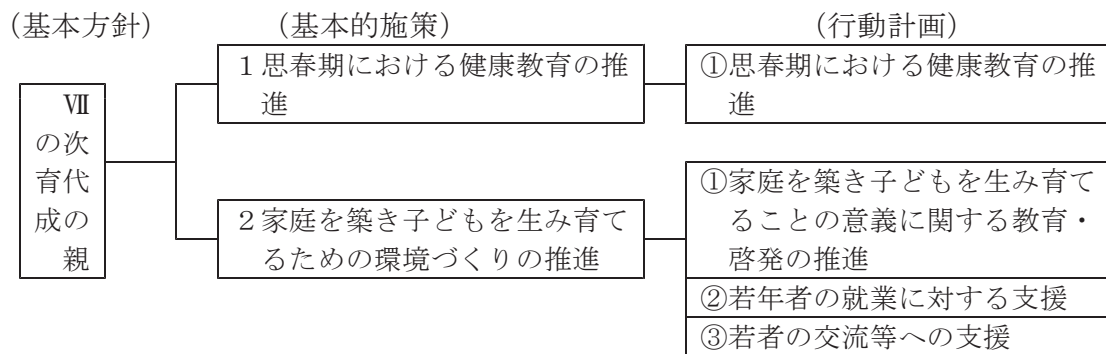 （基本方針）　（基本的施策）　（行動計画）
１思春期における健康教育の推
進
①思春期における健康教育の推
進
Ⅶ次代の親
の育成
２家庭を築き子どもを生み育て
るための環境づくりの推進
①家庭を築き子どもを生み育て
ることの意義に関する教育・
啓発の推進
②若年者の就業に対する支援
③若者の交流等への支援